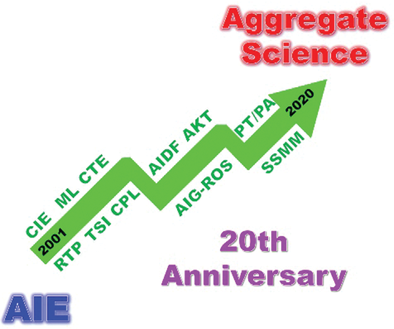 Aggregate
Science
2020
PT/PA
SSMM
AIDF AKT
AIG-ROS
CIE ML CTE
2001
RTP TSI CPL
20th
Anniversary
AIE